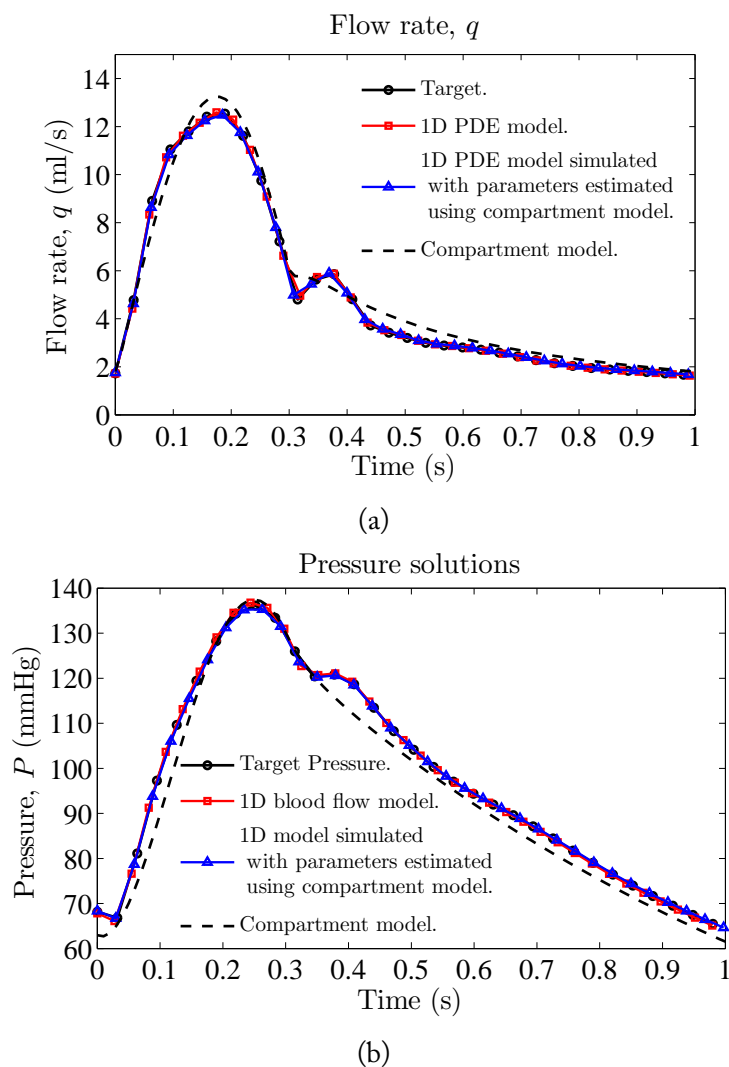 Flow rate, q
14
12
10
8
6
4
2
0
Flow rate, q (ml/s)
Target.
1D PDE model.
1D PDE model simulated
with parameters estimated
using compartment model.
Compartment model.
0 0.1 0.2 0.3 0.4 0.5 0.6 0.7 0.8 0.9 1
Time (s)
(a)
Pressure solutions
140
130
120
110
100
90
80
70
60
Pressure, P (mmHg)
Target Pressure.
1D blood flow model.
1D model simulated
with parameters estimated
using compartment model.
Compartment model.
0 0.1 0.2 0.3 0.4 0.5 0.6 0.7 0.8 0.9 1
Time (s)
(b)